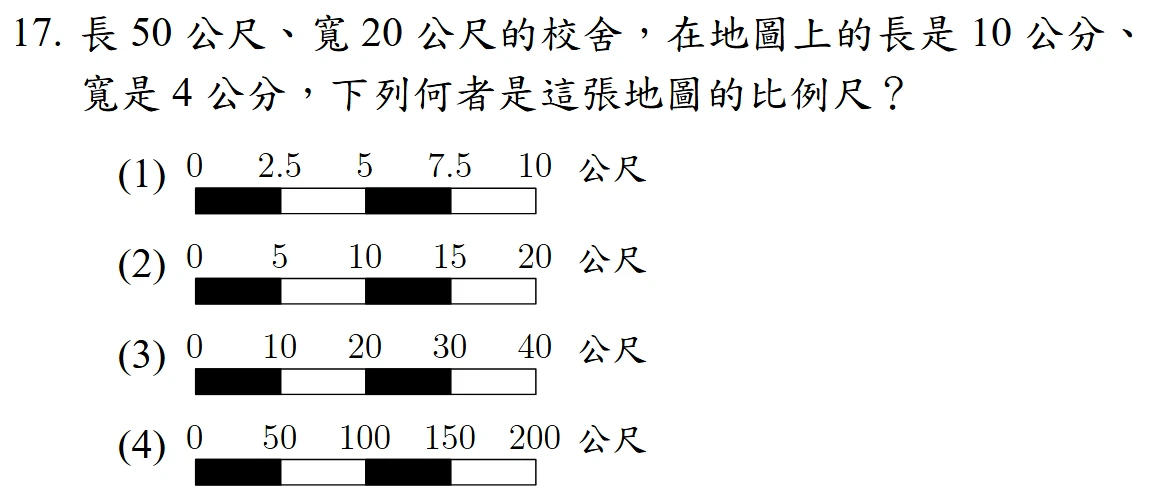 17. 長 50 公尺、寬 20 公尺的校舍，在地圖上的長是 10 公分、
寬是 4 公分，下列何者是這張地圖的比例尺？
(1) 0 2.5 5 7.5 10 公尺
(2) 0 5 10 15 20 公尺
(3) 0 10 20 30 40 公尺
(4) 0 50 100 150 200 公尺